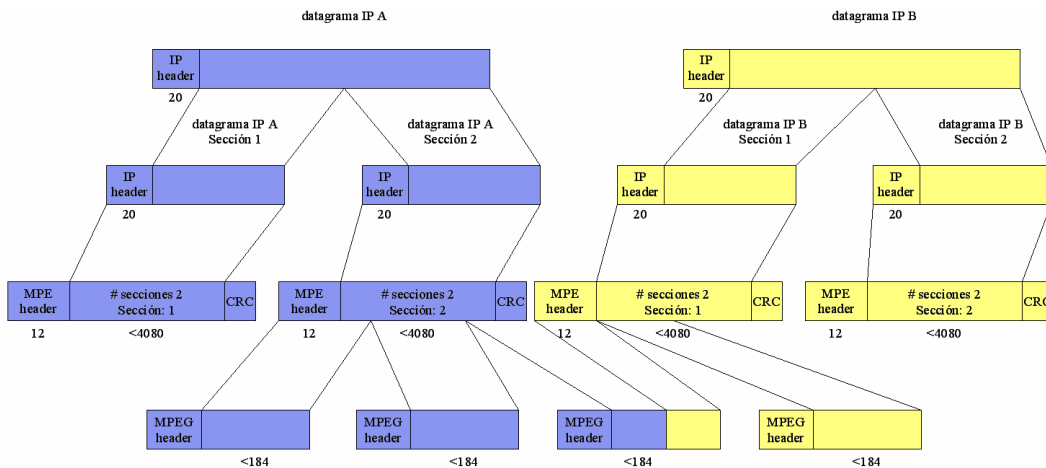 datagrama IP A
datagrama IP B
IP
header
IP
header
20
20
datagrama IP A
Sección 1
datagrama IP A
Sección 2
datagrama IP B
Sección 1
datagrama IP B
Sección 2
IP
header
IP
header
IP
header
IP
header
20
20
20
20
MPE
header
# secciones 2
Sección: 1
CRC
MPE
header
# secciones 2
Sección: 2
CRC
MPE
header
# secciones 2
Sección: 1
CRC
MPE
header
# secciones 2
Sección: 2
CRC
12
<4080
12
<4080
12
<4080
12
<4080
MPEG
header
MPEG
header
MPEG
header
MPEG
header
<184
<184
<184
<184